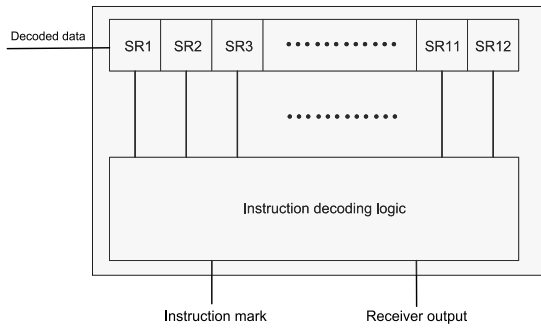 Decoded data
SR1 SR2 SR3 SR11 SR12
Instruction decoding logic
Instruction mark Receiver output